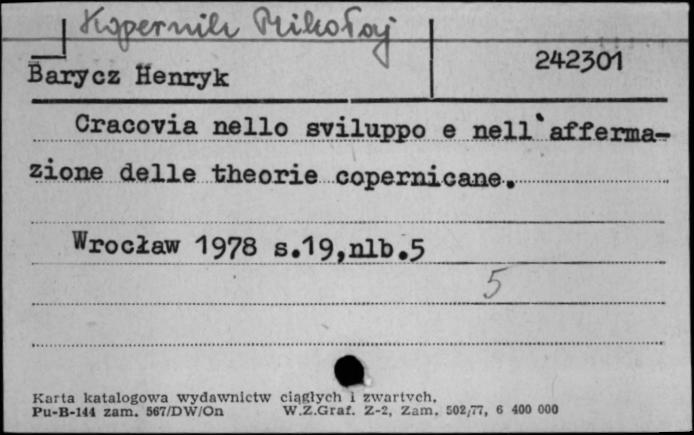 Kopernik Mikołaj
Barycz Henryk
242301
Cracovia nello sviluppo e nell'afferma-
zione delle theorie copernicane.
Wrocław 1978 s.19,nlb.5
5
Karta katalogowa wydawnictw ciągłych i zwartych.
Pu-B-144 zam. 567/DW/On W.Z.Graf. Z-2, Zam. 502/77, 6 400 000